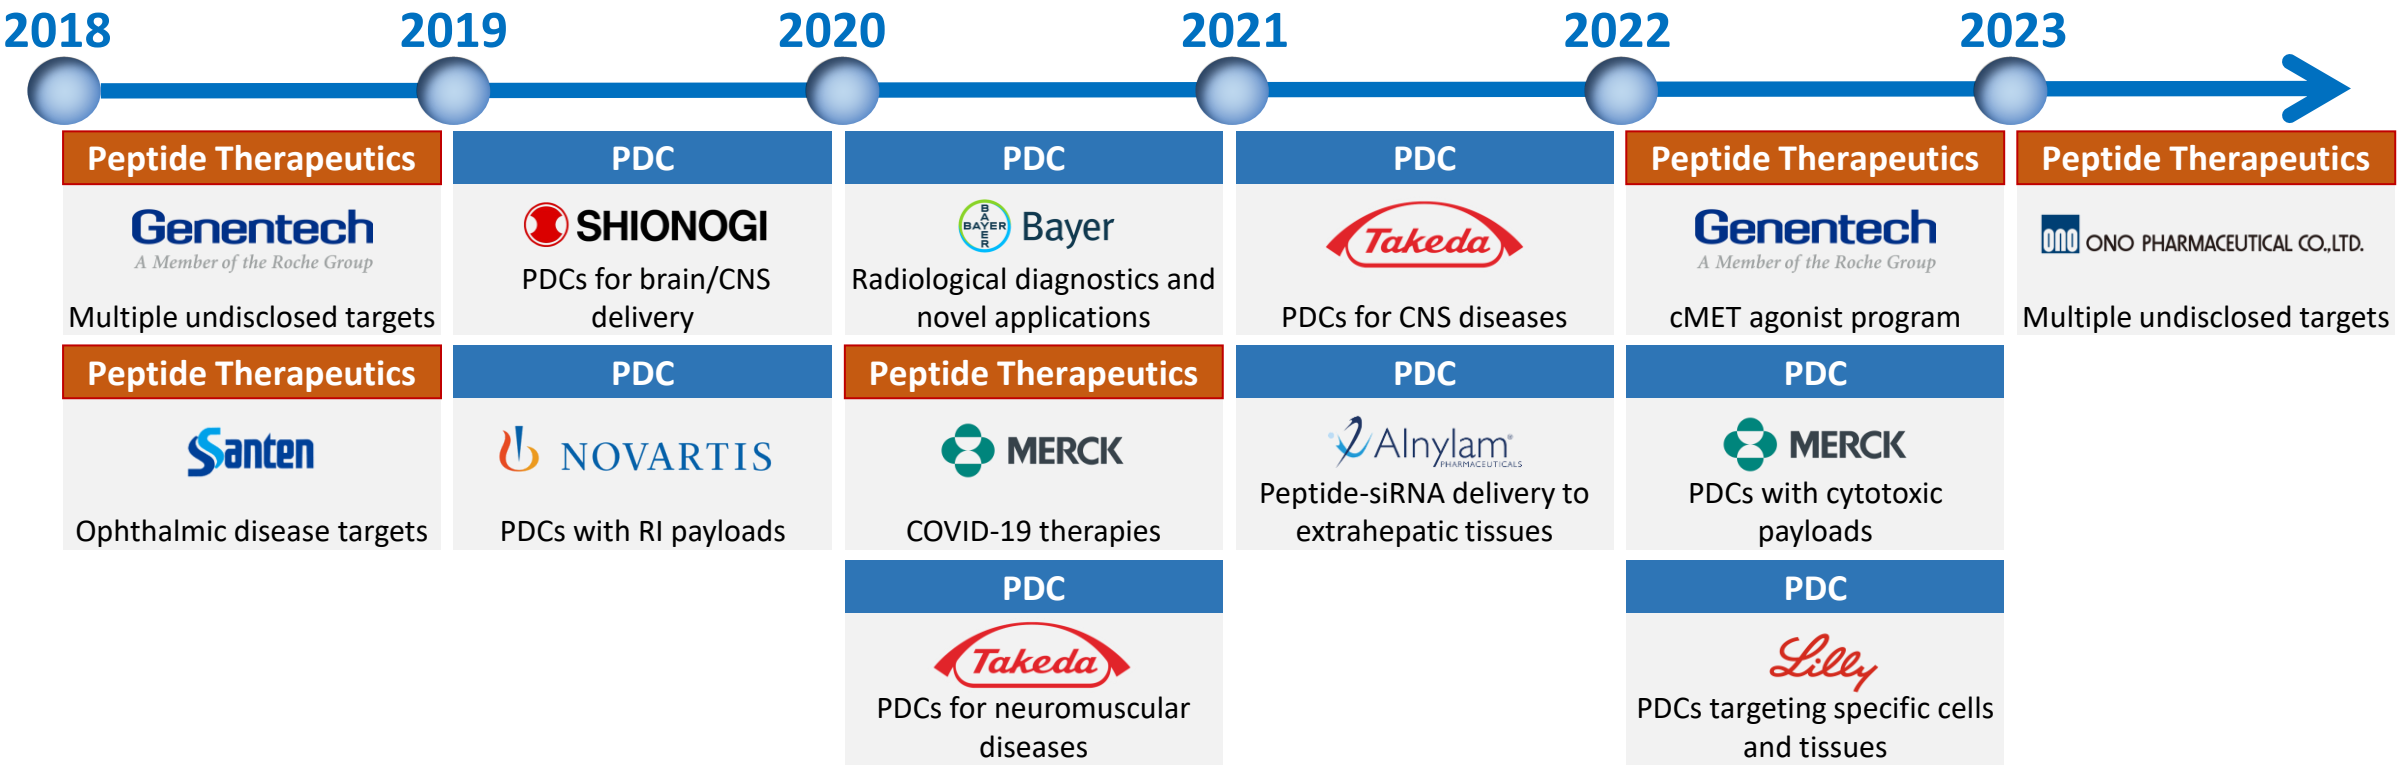 2018
2019
2020
2021
2022
2023
Peptide Therapeutics
Genentech
A Member of the Roche Group
Multiple undisclosed targets
Peptide Therapeutics
Santen
Ophthalmic disease targets
PDC
SHIONOGI
PDCs for brain/CNS
delivery
PDC
NOVARTIS
PDCs with RI payloads
PDC
BAYER
BAYER
Bayer
Radiological diagnostics and
novel applications
Peptide Therapeutics
MERCK
COVID-19 therapies
PDC
Takeda
PDCs for neuromuscular
diseases
PDC
Takeda
PDCs for CNS diseases
PDC
Alnylam
PHARMACEUTICALS
Peptide-siRNA delivery to
extrahepatic tissues
Peptide Therapeutics
Genentech
A Member of the Roche Group
cMET agonist program
PDC
MERCK
PDCs with cytotoxic
payloads
PDC
Lilly
PDCs targeting specific cells
and tissues
Peptide Therapeutics
ono ONO PHARMACEUTICAL CO.,LTD.
Multiple undisclosed targets